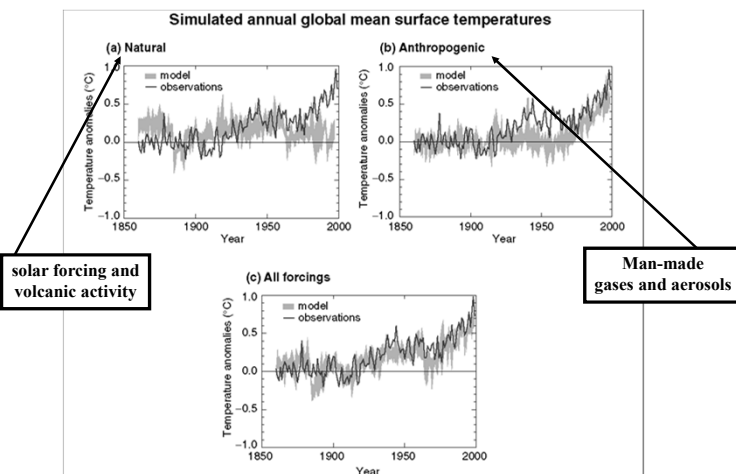 Simulated annual global mean surface temperatures
(a) Natural
1.0
0.5
0.0
−0.5
−1.0
Temperature anomalies (°C)
model
observations
1850
1900
1950
2000
Year
(b) Anthropogenic
1.0
0.5
0.0
−0.5
−1.0
Temperature anomalies (°C)
model
observations
1850
1900
1950
2000
Year
solar forcing and
volcanic activity
Man-made
gases and aerosols
(c) All forcings
1.0
0.5
0.0
−0.5
−1.0
Temperature anomalies (°C)
model
observations
1850
1900
1950
2000
Year